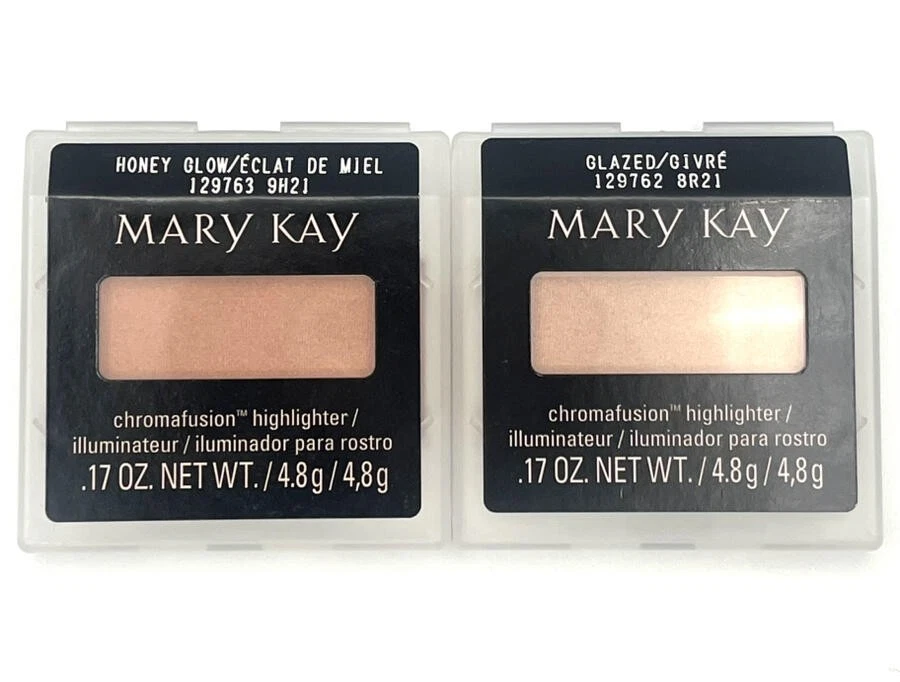 HONEY GLOW/ÉCLAT DE MIEL
129763 9H21
MARY KAY
chromafusion™ highlighter /
illuminateur / iluminador para rostro
.17 OZ. NET WT. / 4.8g / 4,8g
GLAZED/GIVRÉ
129762 8R21
MARY KAY
chromafusion™ highlighter /
illuminateur / iluminador para rostro
.17 OZ. NET WT. / 4.8g / 4,8g